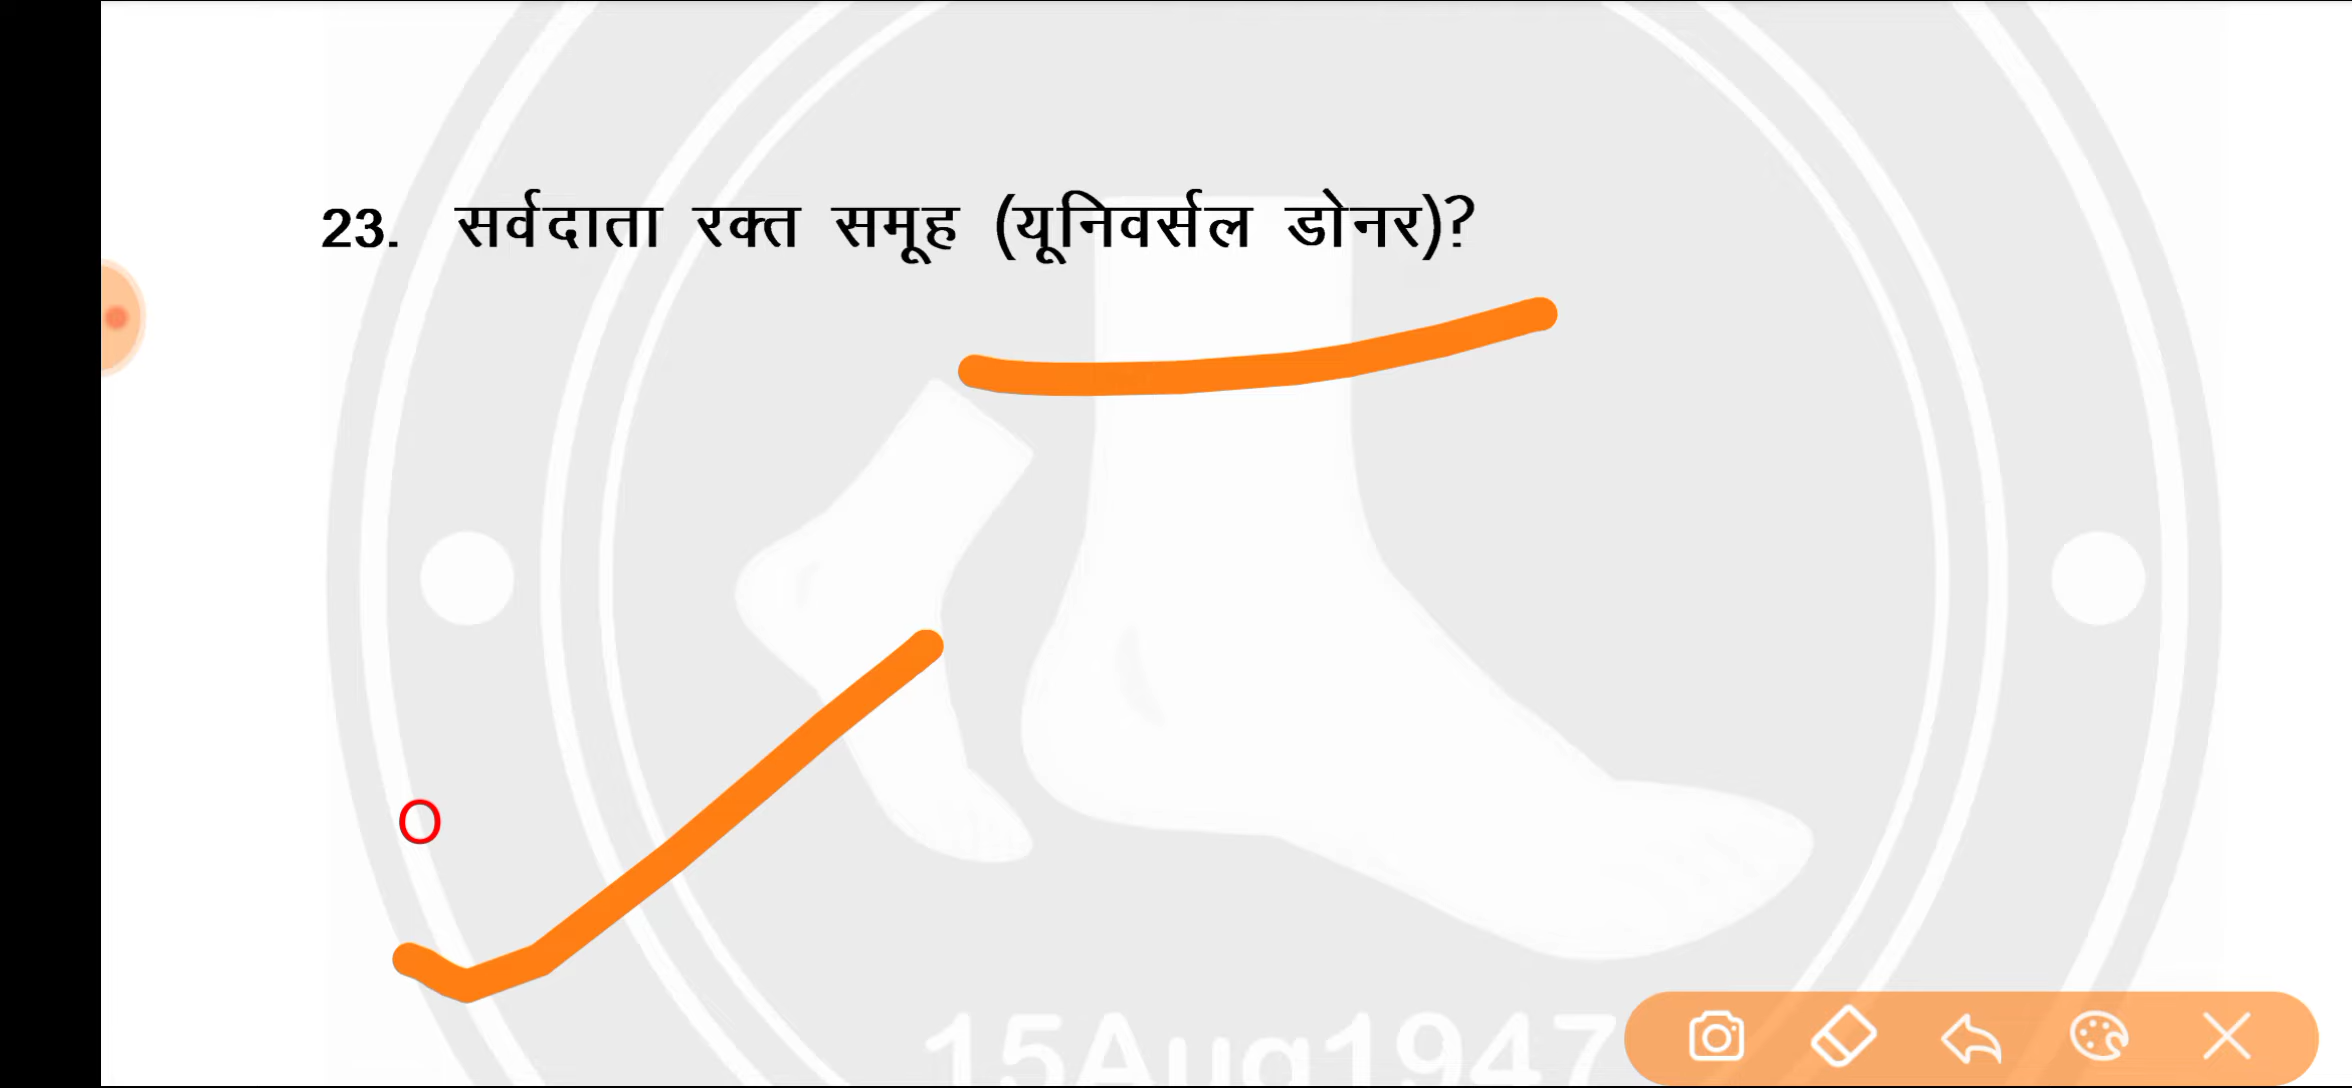 23. सर्वदाता रक्त समूह (यूनिवर्सल डोनर)?
O
15Aug1947